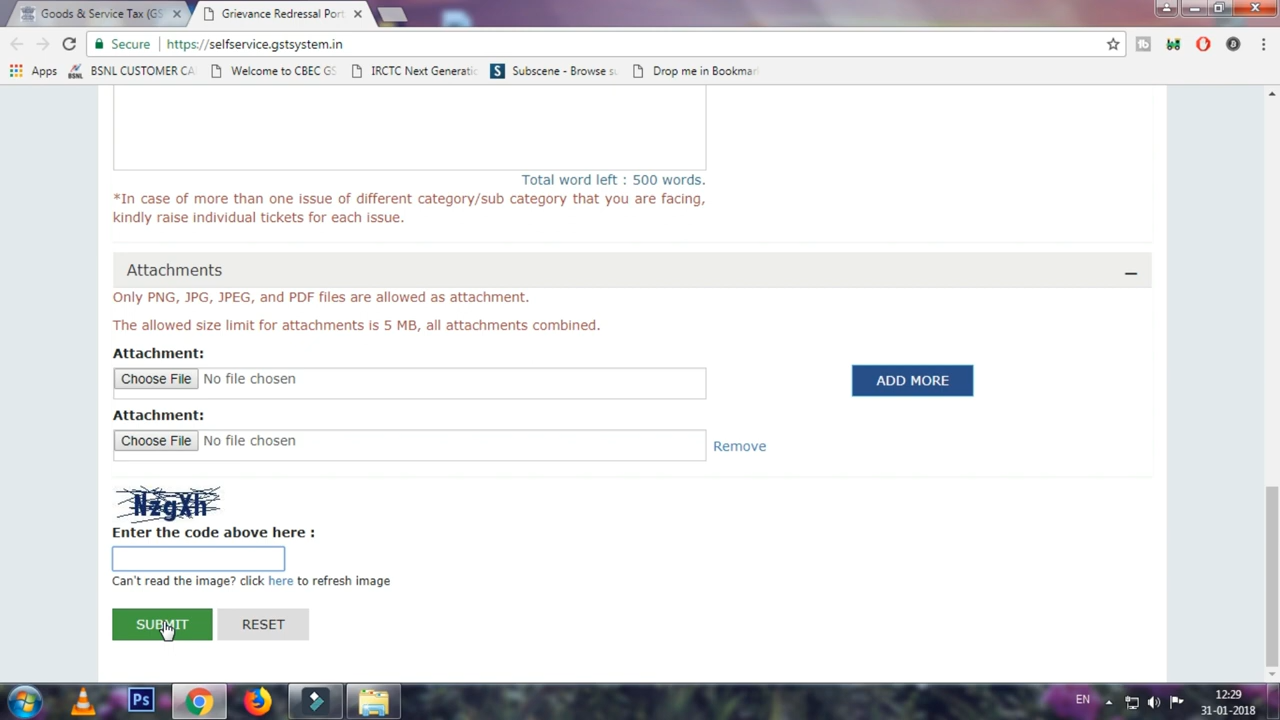 Goods & Service Tax (GS
Grievance Redressal Port
Secure
https://selfservice.gstsystem.in
Apps
BSNL CUSTOMER CA
Welcome to CBEC GS
IRCTC Next Generatic
Subscene - Browse su
Drop me in Bookmar
Total word left : 500 words.
*In case of more than one issue of different category/sub category that you are facing,
kindly raise individual tickets for each issue.
Attachments
Only PNG, JPG, JPEG, and PDF files are allowed as attachment.
The allowed size limit for attachments is 5 MB, all attachments combined.
Attachment:
Choose File No file chosen
ADD MORE
Attachment:
Choose File No file chosen
Remove
NzgXh
Enter the code above here :
Can't read the image? click here to refresh image
SUBMIT
RESET
Ps
EN
12:29
31-01-2018